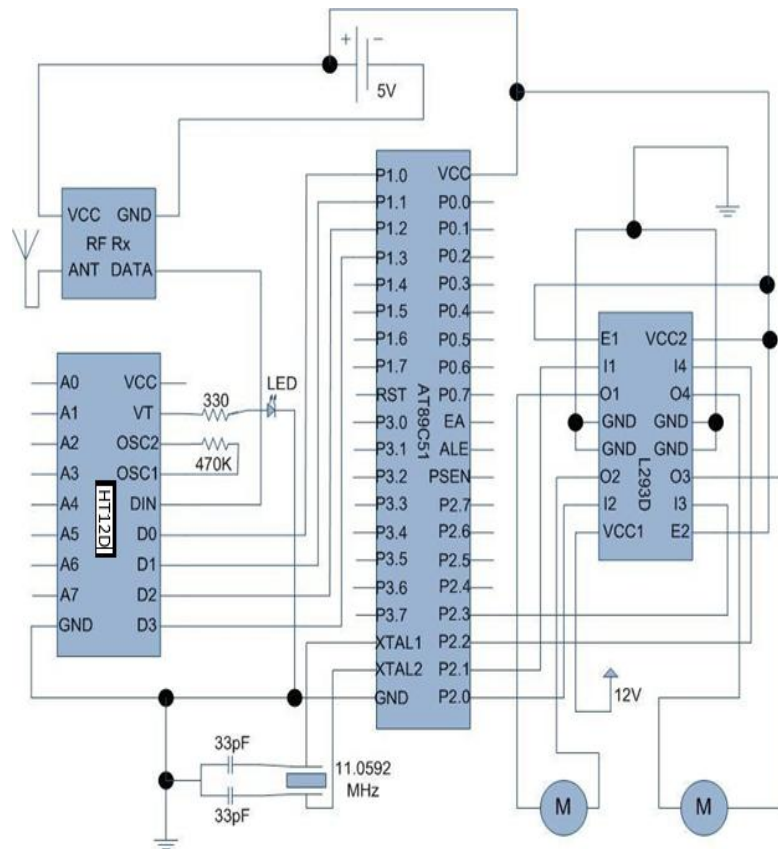 + −
5V
VCC GND
RF Rx
ANT DATA
A0 VCC
A1 VT
A2 OSC2
A3 OSC1
A4 DIN
A5 D0
A6 D1
A7 D2
GND D3
HT12D
330
LED
470K
P1.0 VCC
P1.1 P0.0
P1.2 P0.1
P1.3 P0.2
P1.4 P0.3
P1.5 P0.4
P1.6 P0.5
P1.7 P0.6
RST P0.7
P3.0 EA
P3.1 ALE
P3.2 PSEN
P3.3 P2.7
P3.4 P2.6
P3.5 P2.5
P3.6 P2.4
P3.7 P2.3
XTAL1 P2.2
XTAL2 P2.1
GND P2.0
AT89C51
E1 VCC2
I1 I4
O1 O4
GND GND
GND GND
O2 O3
I2 I3
VCC1 E2
L293D
12V
33pF
33pF
11.0592
MHz
M
M